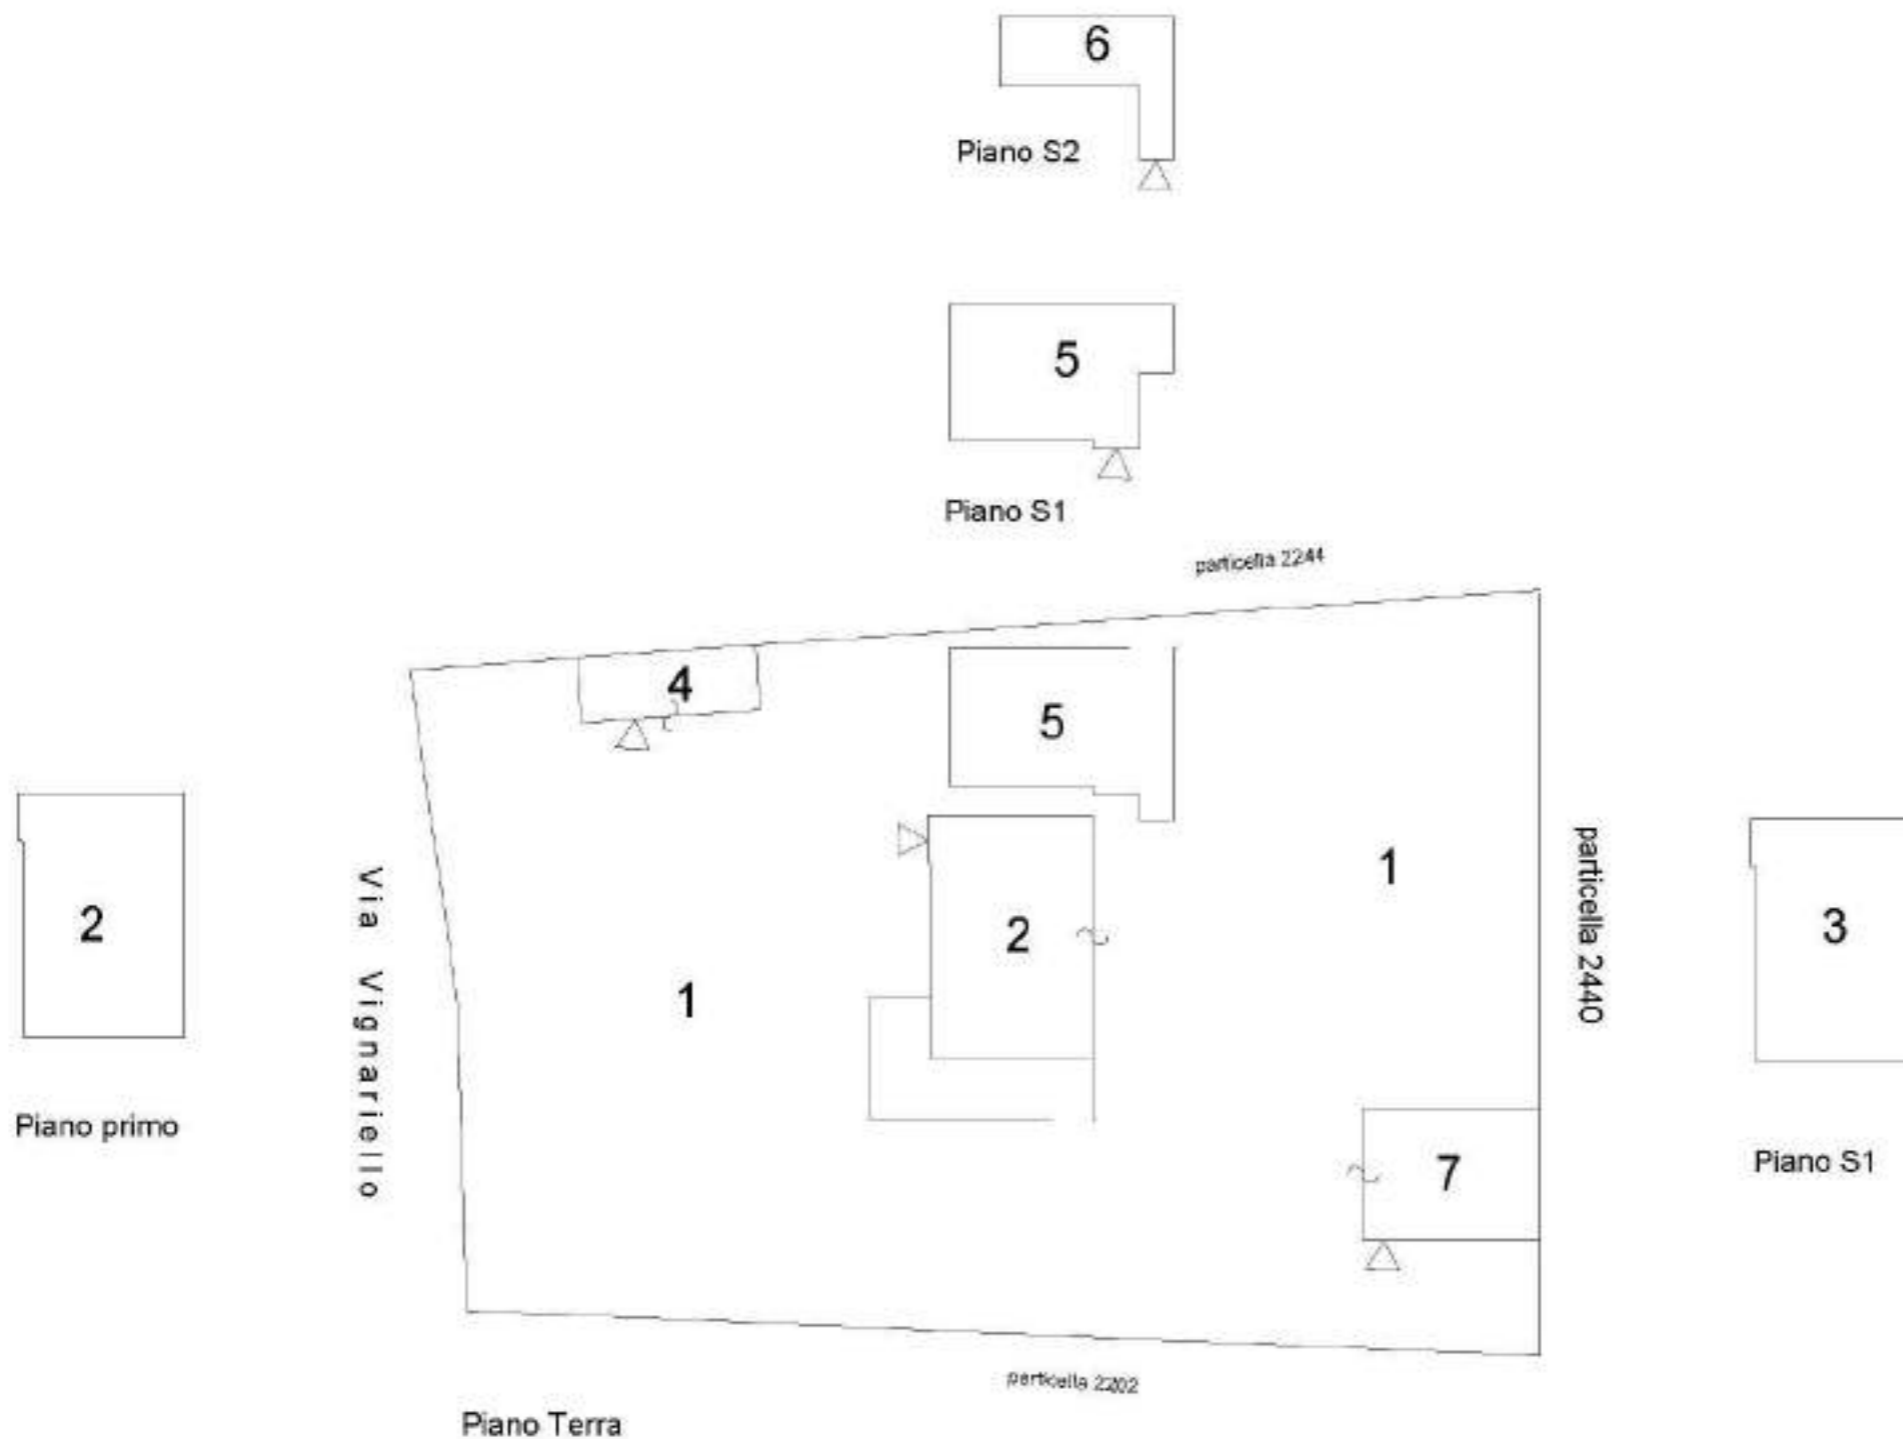 6
Piano S2
5
Piano S1
particella 2244
4
5
2
Via Vignariello
1
2
1
particella 2440
3
7
Piano primo
Piano S1
particella 2202
Piano Terra